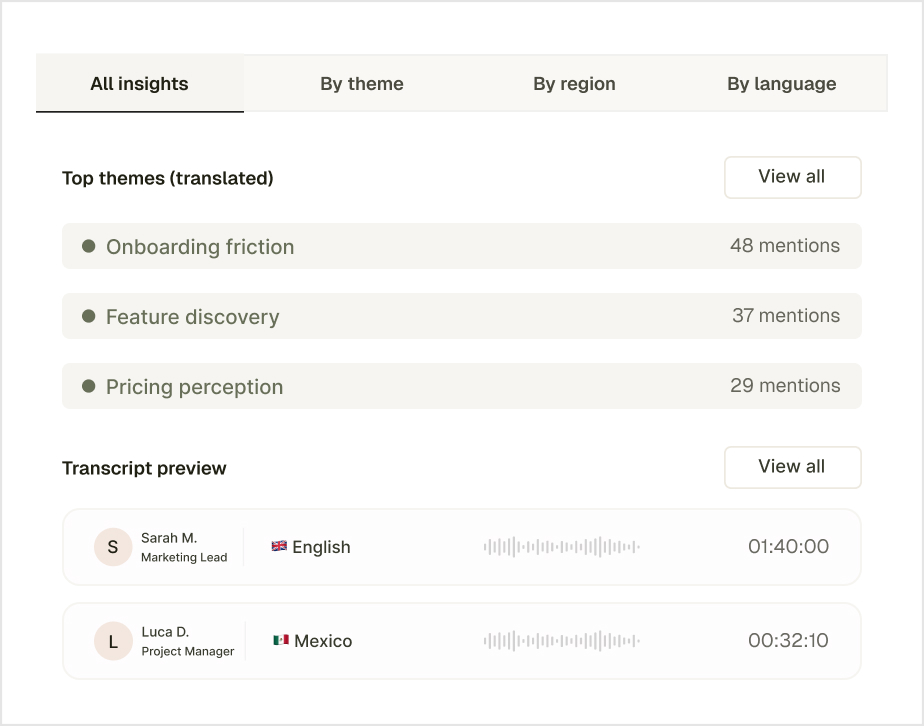 All insights By theme By region By language
Top themes (translated) View all
Onboarding friction 48 mentions
Feature discovery 37 mentions
Pricing perception 29 mentions
Transcript preview View all
S Sarah M. English 01:40:00
Marketing Lead
L Luca D. Mexico 00:32:10
Project Manager